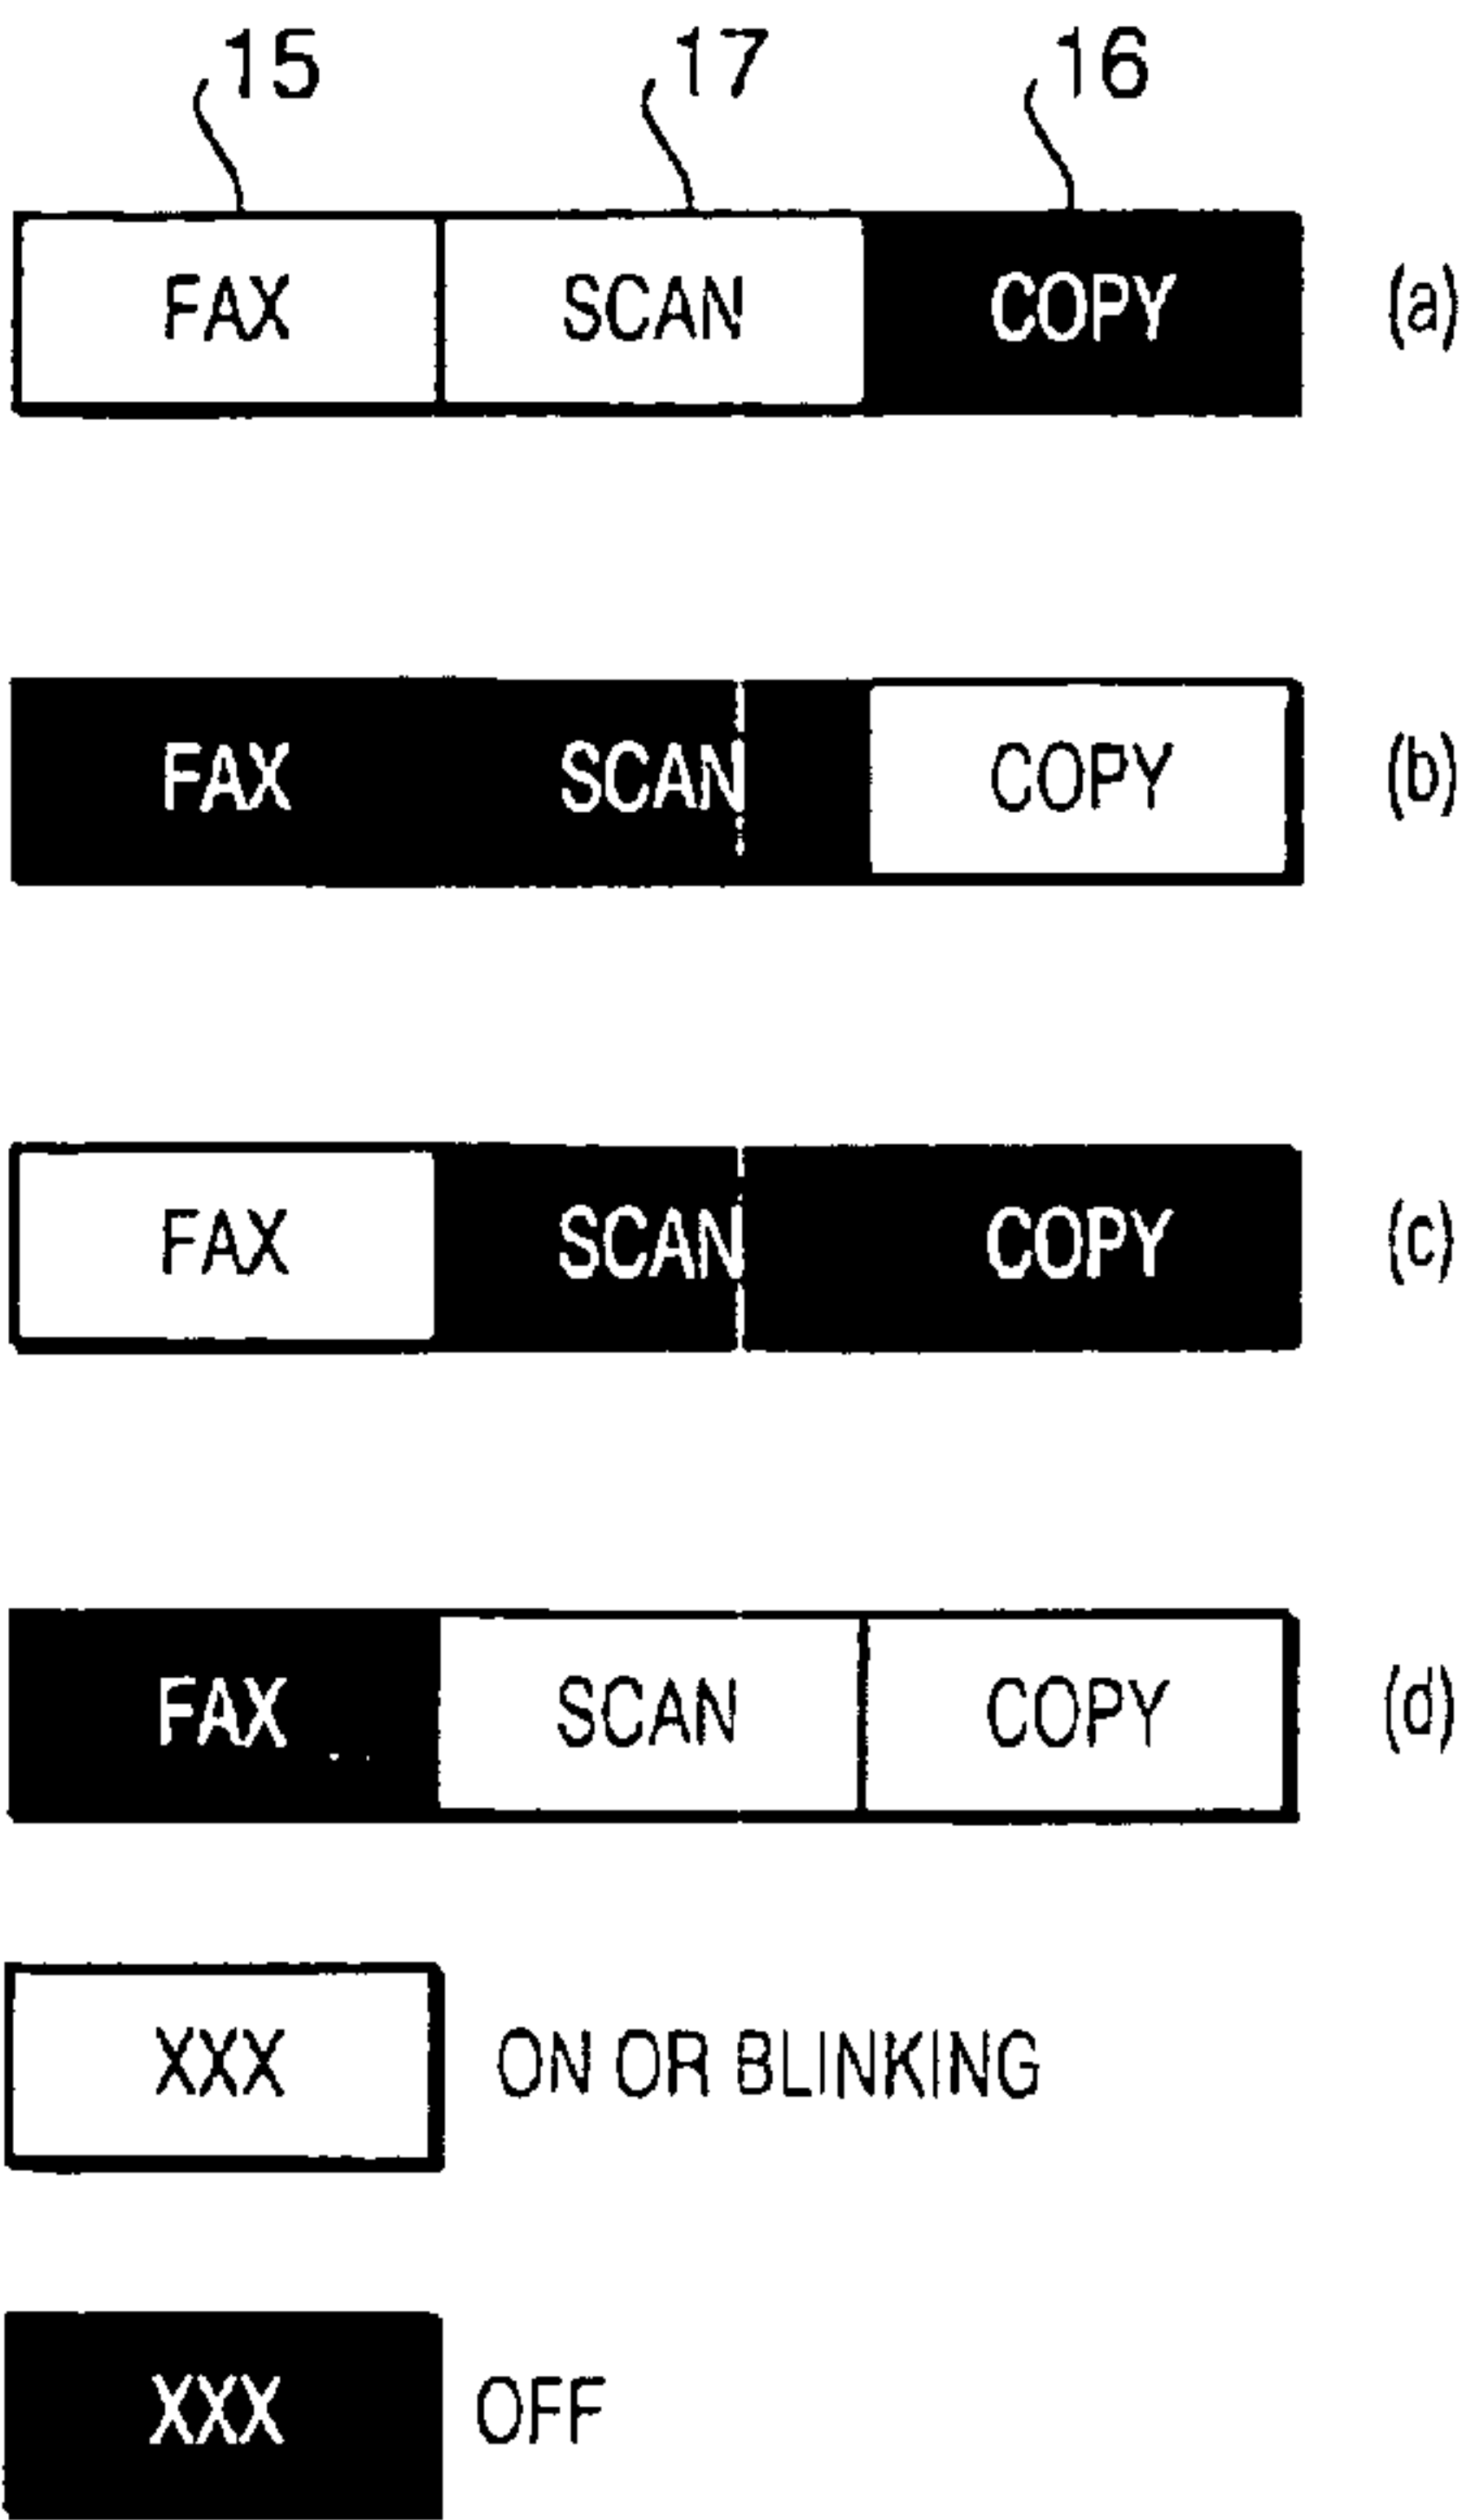 15 17 16
FAX SCAN COPY (a)
FAX SCAN COPY (b)
FAX SCAN COPY (c)
FAX SCAN COPY (d)
XXX ON OR BLINKING
XXX OFF